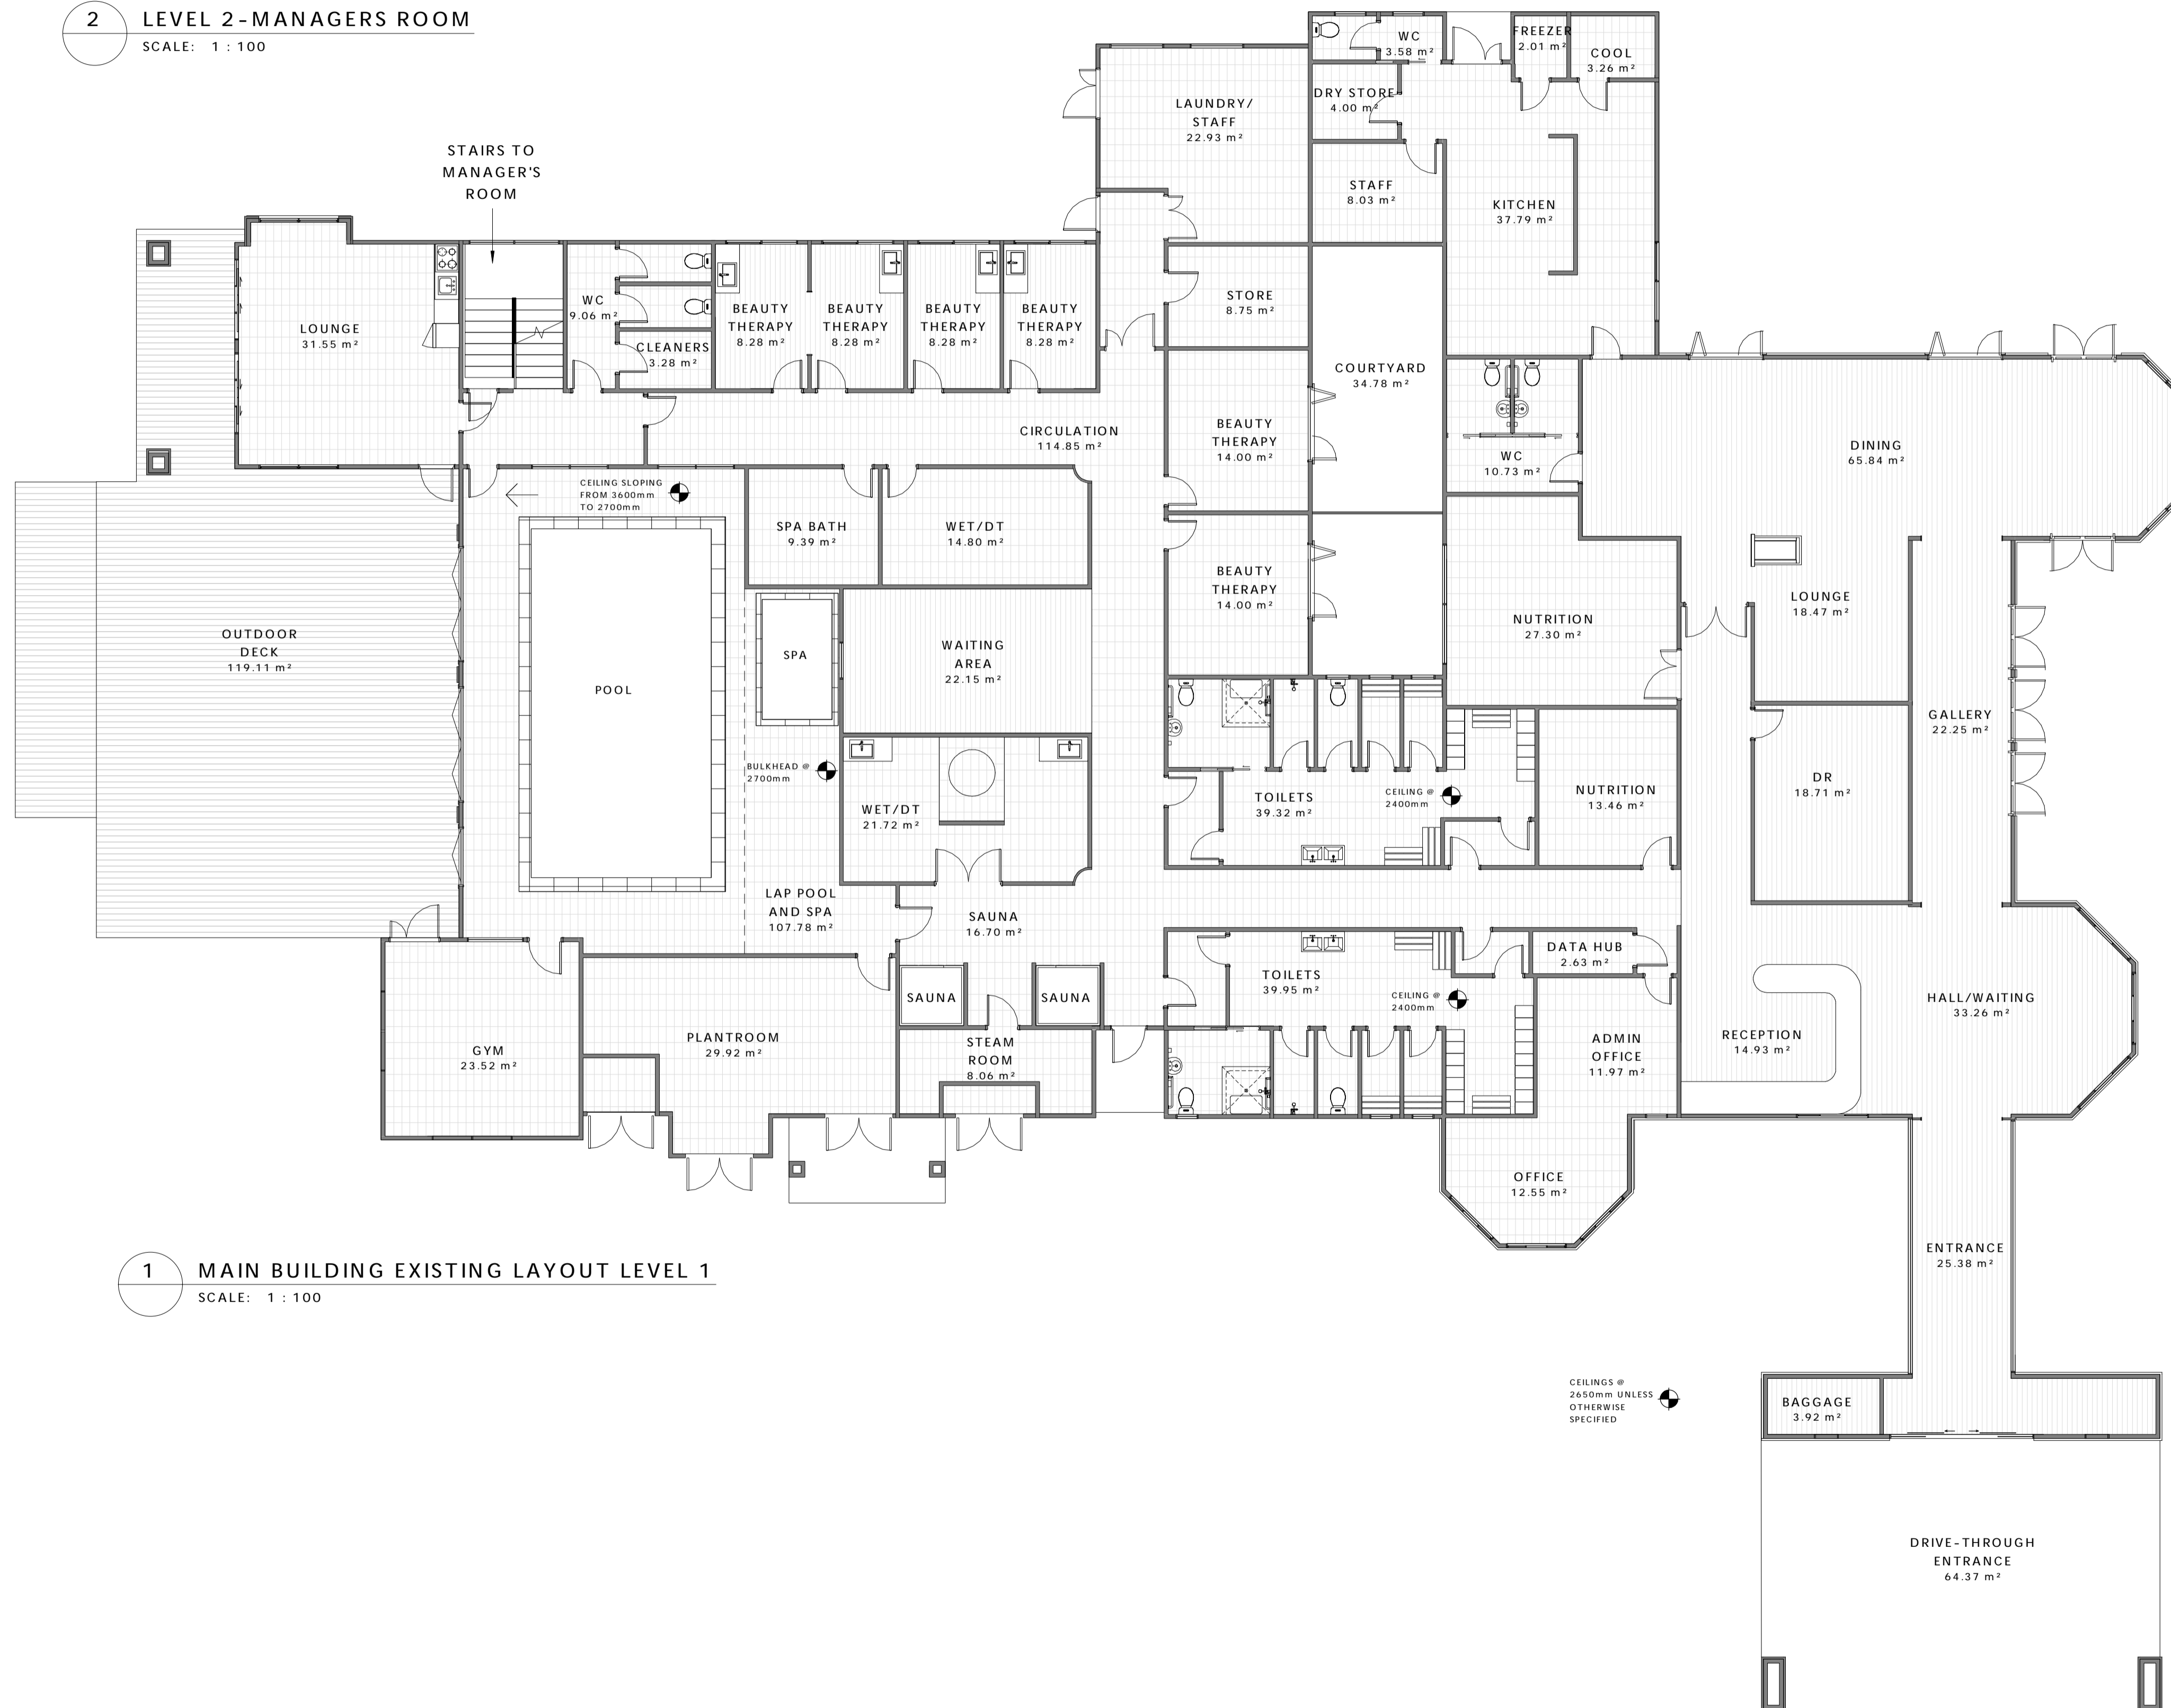 2
LEVEL 2-MANAGERS ROOM
SCALE: 1 : 100
WC
3.58 m²
FREEZER
2.01 m²
COOL
3.26 m²
DRY STORE
4.00 m²
LAUNDRY/
STAFF
22.93 m²
STAIRS TO
MANAGER'S
ROOM
STAFF
8.03 m²
KITCHEN
37.79 m²
LOUNGE
31.55 m²
WC
9.06 m²
CLEANERS
3.28 m²
BEAUTY
THERAPY
8.28 m²
BEAUTY
THERAPY
8.28 m²
BEAUTY
THERAPY
8.28 m²
BEAUTY
THERAPY
8.28 m²
STORE
8.75 m²
COURTYARD
34.78 m²
CIRCULATION
114.85 m²
BEAUTY
THERAPY
14.00 m²
WC
10.73 m²
DINING
65.84 m²
CEILING SLOPING
FROM 3600mm
TO 2700mm
SPA BATH
9.39 m²
WET/DT
14.80 m²
BEAUTY
THERAPY
14.00 m²
NUTRITION
27.30 m²
LOUNGE
18.47 m²
OUTDOOR
DECK
119.11 m²
POOL
SPA
WAITING
AREA
22.15 m²
GALLERY
22.25 m²
BULKHEAD @
2700mm
WET/DT
21.72 m²
TOILETS
39.32 m²
CEILING @
2400mm
NUTRITION
13.46 m²
DR
18.71 m²
LAP POOL
AND SPA
107.78 m²
SAUNA
16.70 m²
TOILETS
39.95 m²
CEILING @
2400mm
DATA HUB
2.63 m²
SAUNA
SAUNA
HALL/WAITING
33.26 m²
GYM
23.52 m²
PLANTROOM
29.92 m²
STEAM
ROOM
8.06 m²
ADMIN
OFFICE
11.97 m²
RECEPTION
14.93 m²
OFFICE
12.55 m²
ENTRANCE
25.38 m²
1
MAIN BUILDING EXISTING LAYOUT LEVEL 1
SCALE: 1 : 100
CEILINGS @
2650mm UNLESS
OTHERWISE
SPECIFIED
BAGGAGE
3.92 m²
DRIVE-THROUGH
ENTRANCE
64.37 m²